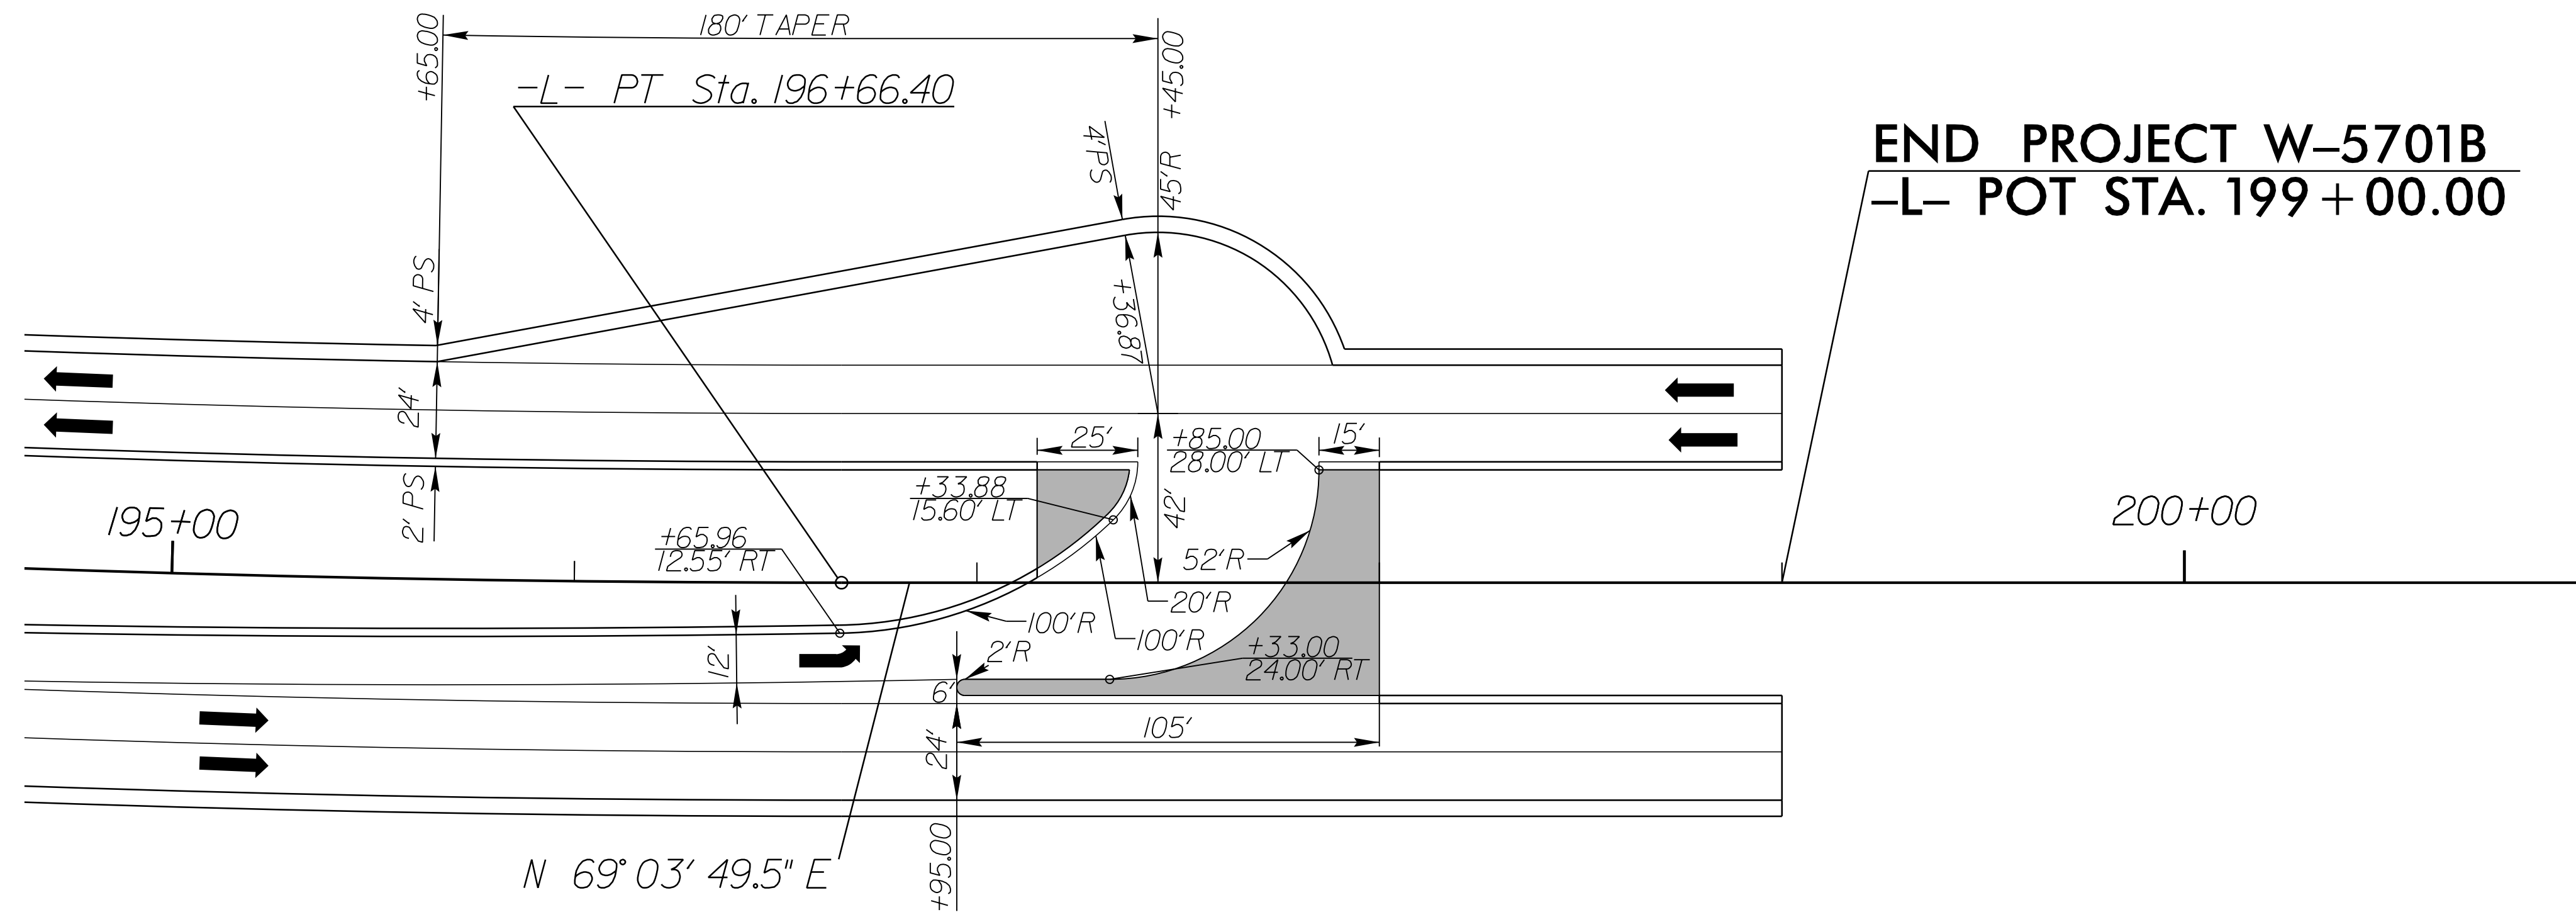 180' TAPER
+65.00
+45.00
-L- PT Sta. 196+66.40
END PROJECT W-5701B
-L- POT STA. 199+00.00
4' PS
45'R
4' PS
+36.87
24'
25'
+85.00
28.00' LT
15'
2' PS
+33.88
15.60' LT
42'
195+00
200+00
+65.96
12.55' RT
52'R
20'R
100'R
100'R
2'R
+33.00
24.00' RT
12'
6'
24'
105'
N 69° 03' 49.5" E
+95.00